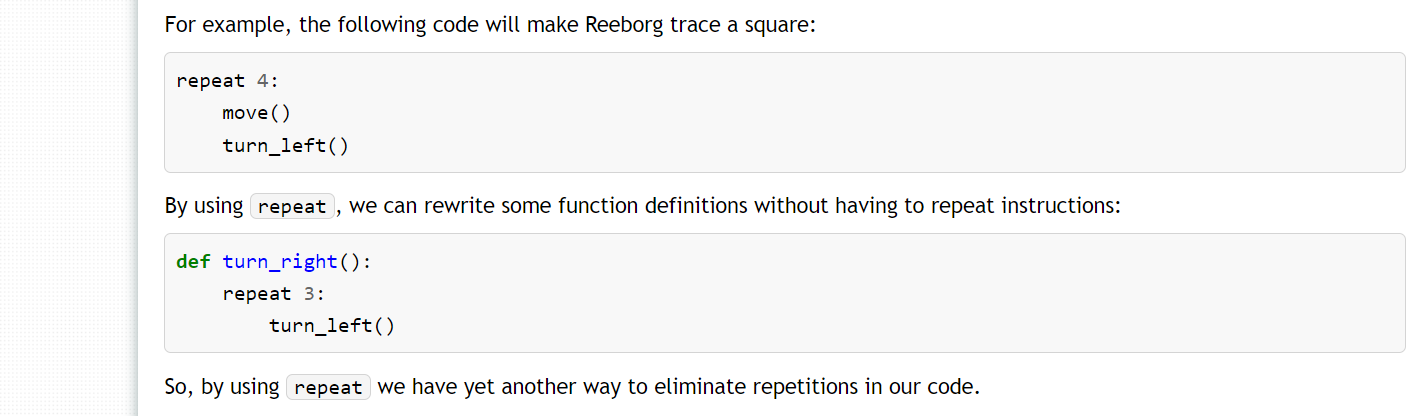 For example, the following code will make Reeborg trace a square:
repeat 4:
    move()
    turn_left()
By using repeat, we can rewrite some function definitions without having to repeat instructions:
def turn_right():
    repeat 3:
        turn_left()
So, by using repeat we have yet another way to eliminate repetitions in our code.